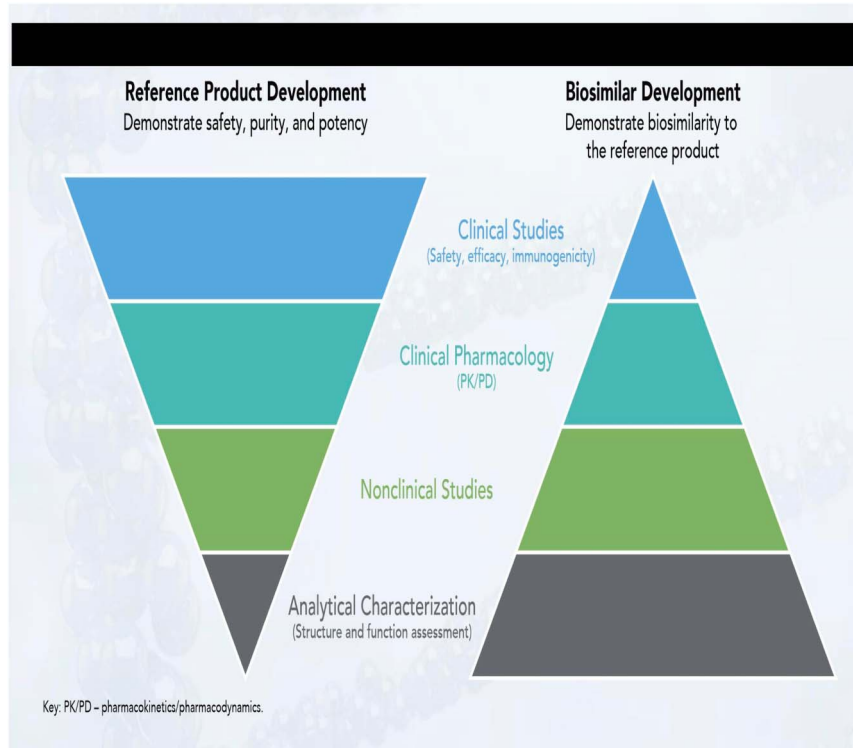 Reference Product Development
Demonstrate safety, purity, and potency
Biosimilar Development
Demonstrate biosimilarity to
the reference product
Clinical Studies
(Safety, efficacy, immunogenicity)
Clinical Pharmacology
(PK/PD)
Nonclinical Studies
Analytical Characterization
(Structure and function assessment)
Key: PK/PD – pharmacokinetics/pharmacodynamics.